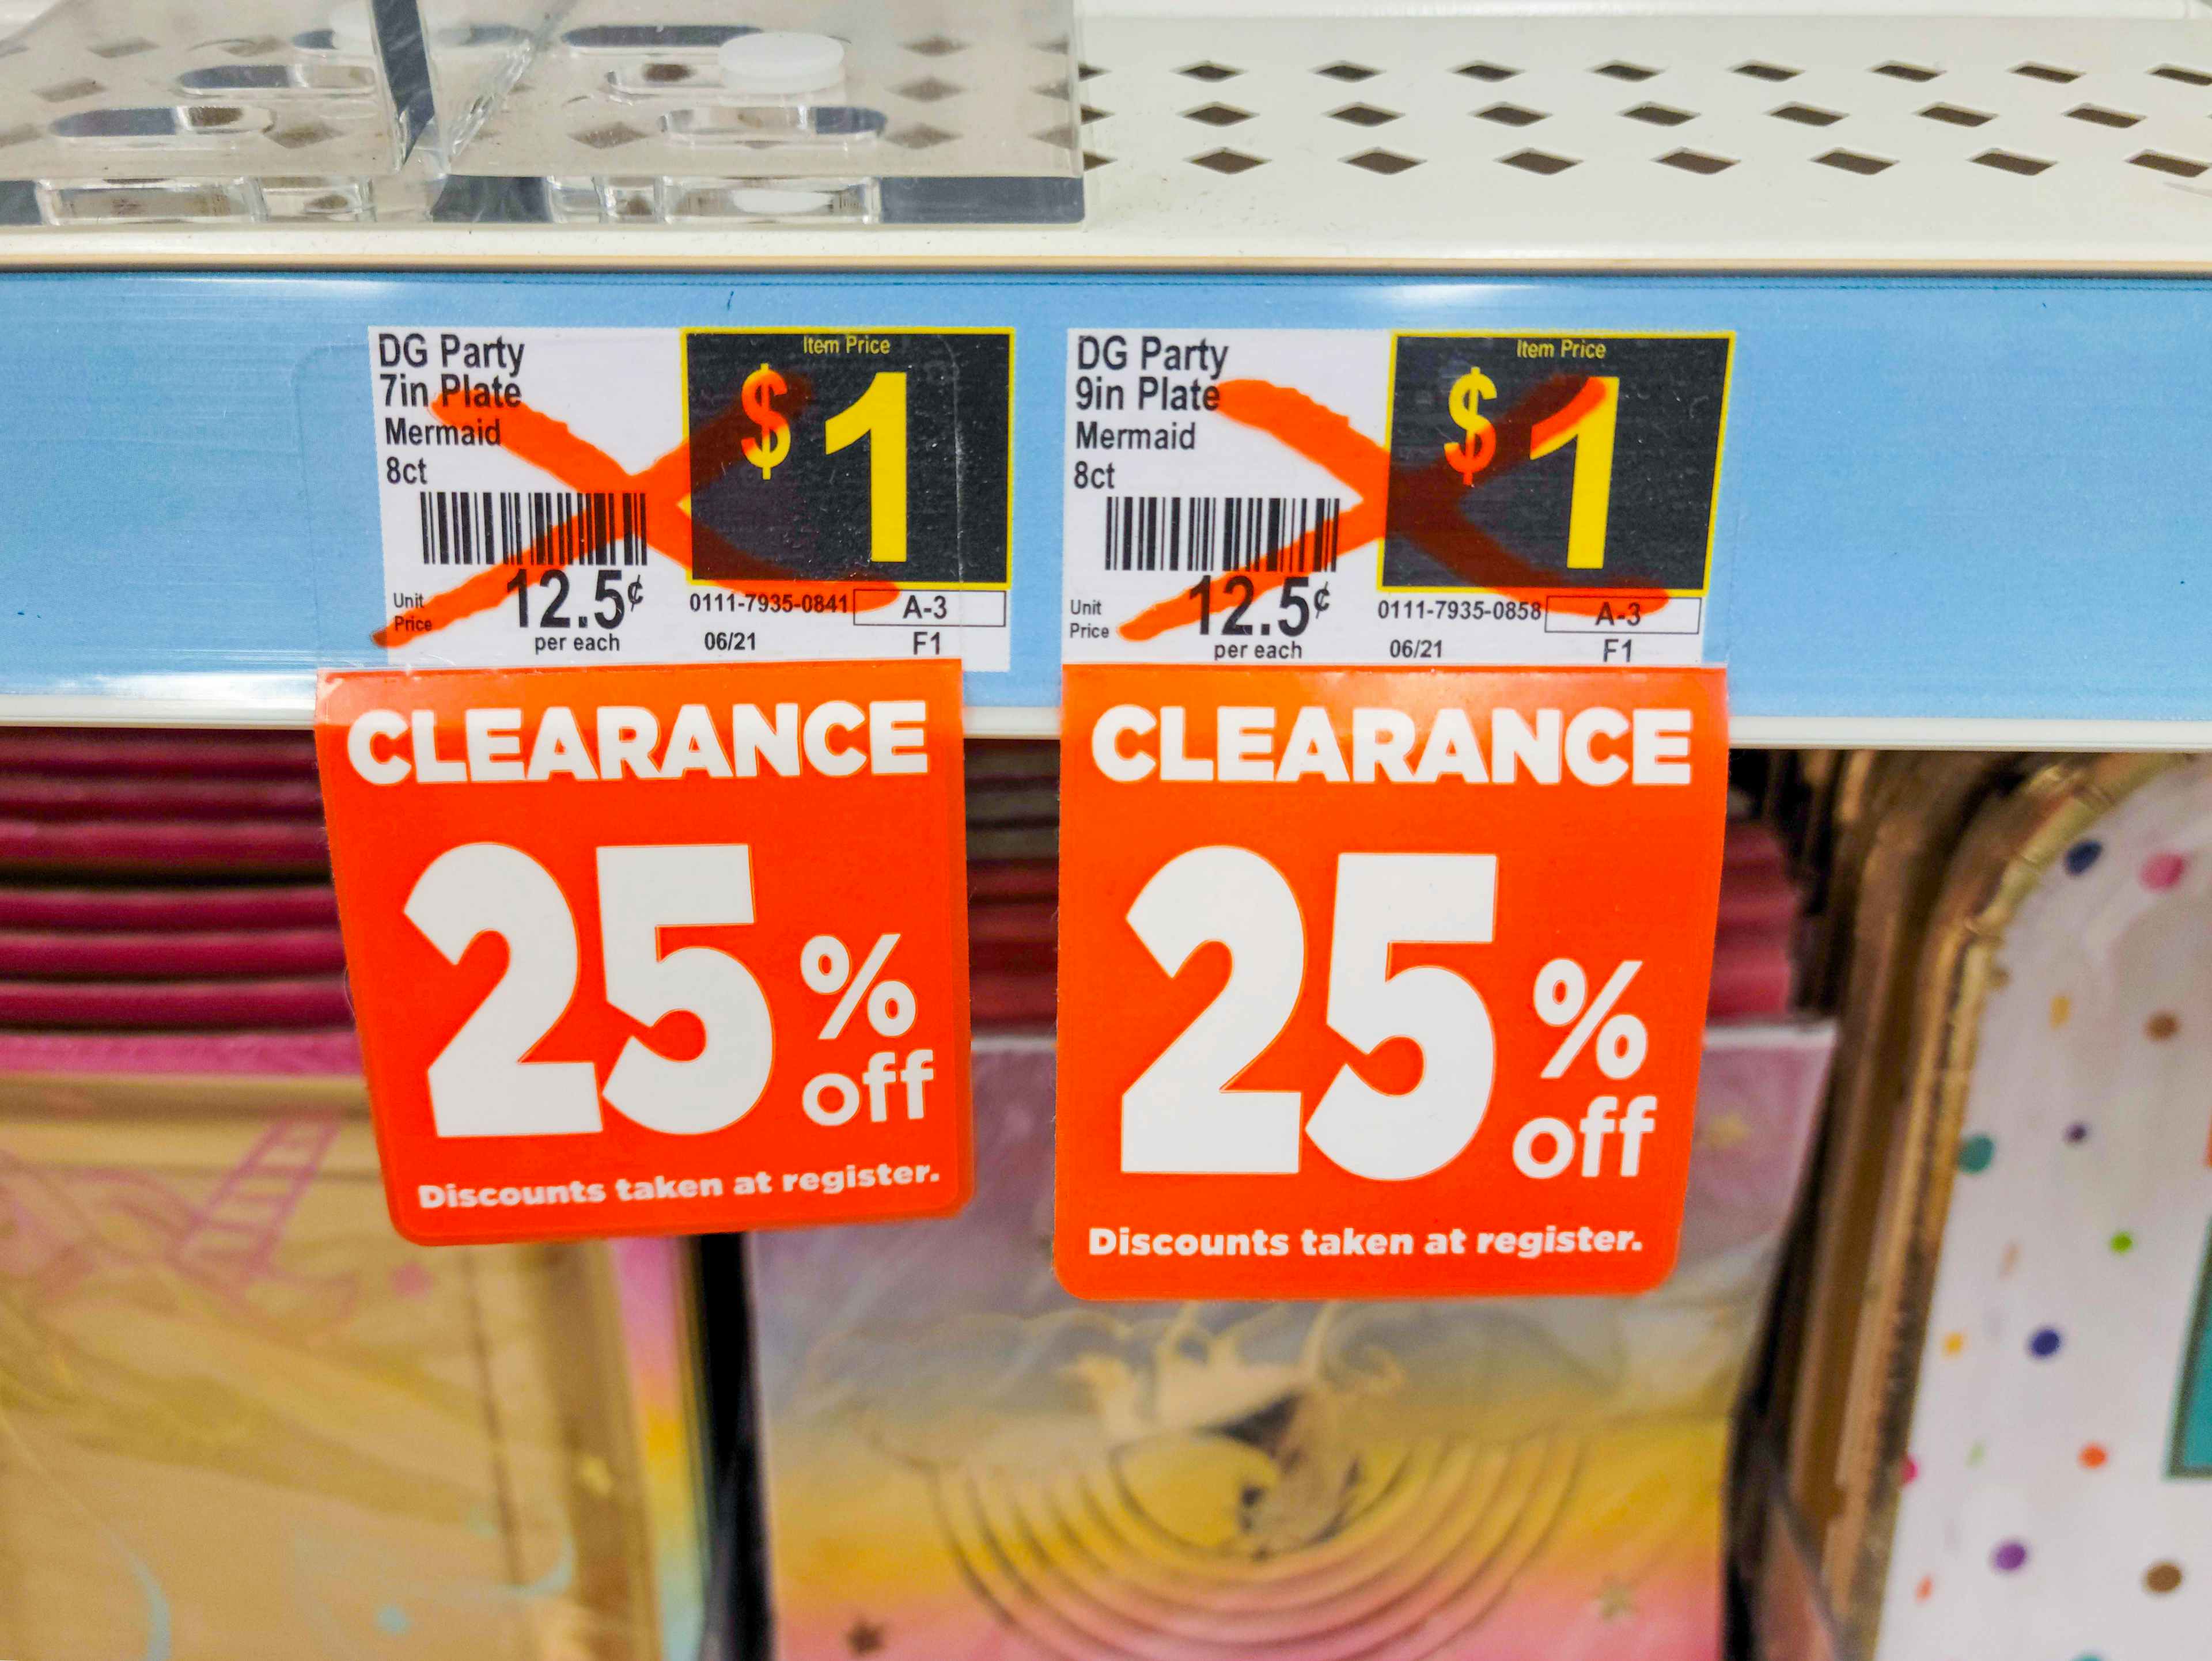 DG Party
7in Plate
Mermaid
8ct
Item Price
$1
Unit
Price
12.5¢
per each
0111-7935-0841
A-3
06/21
F1
CLEARANCE
25%
off
Discounts taken at register.
DG Party
9in Plate
Mermaid
8ct
Item Price
$1
Unit
Price
12.5¢
per each
0111-7935-0858
A-3
06/21
F1
CLEARANCE
25%
off
Discounts taken at register.